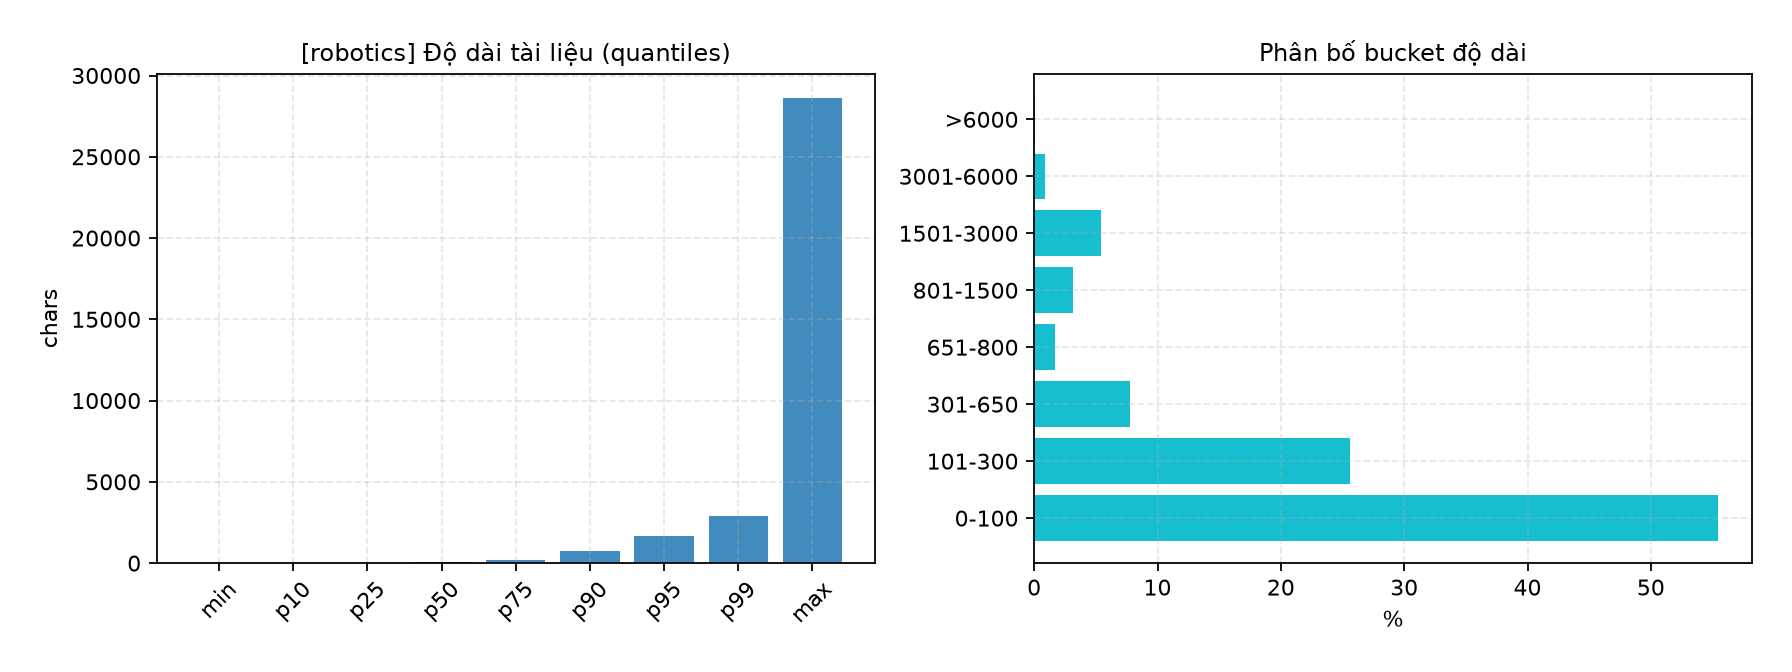 [robotics] Độ dài tài liệu (quantiles)
30000
25000
20000
15000
10000
5000
0
chars
min
p10
p25
p50
p75
p90
p95
p99
max
Phân bố bucket độ dài
>6000
3001-6000
1501-3000
801-1500
651-800
301-650
101-300
0-100
0
10
20
30
40
50
%